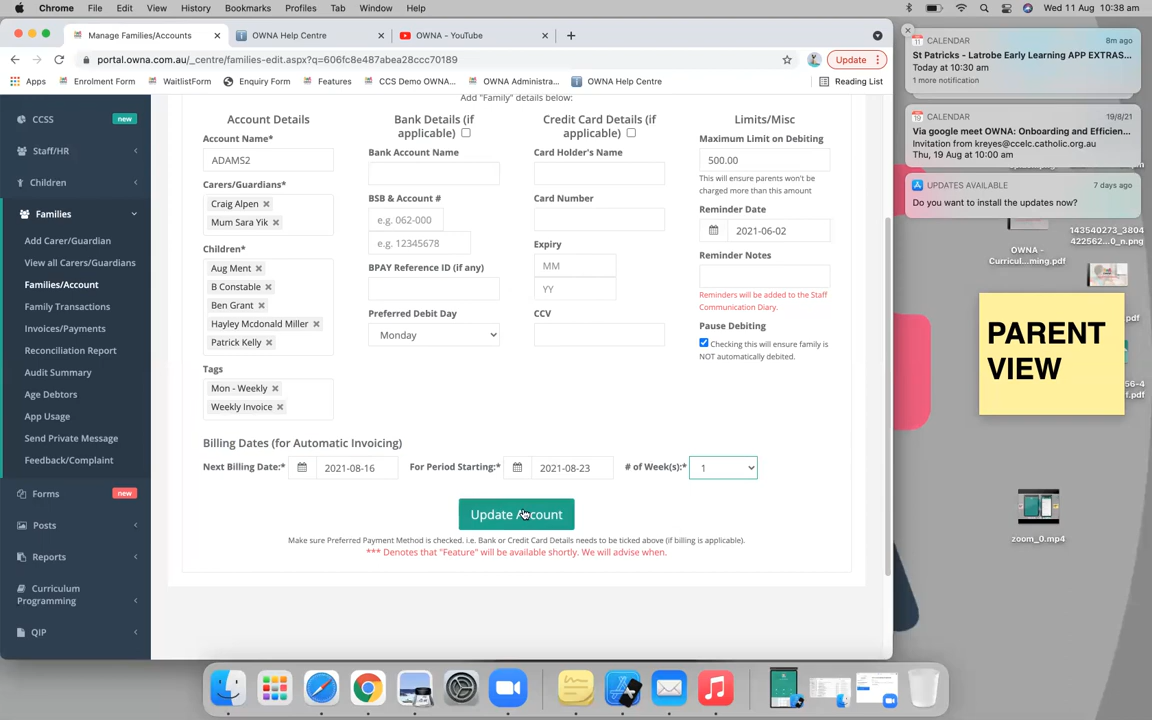 Chrome File Edit View History Bookmarks Profiles Tab Window Help Wed 11 Aug 10:38 am
Manage Families/Accounts OWNA Help Centre OWNA - YouTube
portal.owna.com.au/_centre/families-edit.aspx?q=606fc8e487abea28ccc70189 Update
Apps Enrolment Form WaitlistForm Enquiry Form Features CCS Demo OWNA... OWNA Administra... OWNA Help Centre Reading List
CCSS new
Staff/HR
Children
Families
Add Carer/Guardian
View all Carers/Guardians
Families/Account
Family Transactions
Invoices/Payments
Reconciliation Report
Audit Summary
Age Debtors
App Usage
Send Private Message
Feedback/Complaint
Forms new
Posts
Reports
Curriculum
Programming
QIP
Add "Family" details below:
Account Details
Account Name*
ADAMS2
Carers/Guardians*
Craig Alpen
Mum Sara Yik
Children*
Aug Ment
B Constable
Ben Grant
Hayley Mcdonald Miller
Patrick Kelly
Tags
Mon - Weekly
Weekly Invoice
Bank Details (if
applicable)
Bank Account Name
BSB & Account #
e.g. 062-000
e.g. 12345678
BPAY Reference ID (if any)
Preferred Debit Day
Monday
Credit Card Details (if
applicable)
Card Holder's Name
Card Number
Expiry
MM
YY
CCV
Limits/Misc
Maximum Limit on Debiting
500.00
This will ensure parents won't be
charged more than this amount
Reminder Date
2021-06-02
Reminder Notes
Reminders will be added to the Staff
Communication Diary.
Pause Debiting
Checking this will ensure family is
NOT automatically debited.
Billing Dates (for Automatic Invoicing)
Next Billing Date:* 2021-08-16 For Period Starting:* 2021-08-23 # of Week(s):* 1
Update Account
Make sure Preferred Payment Method is checked. i.e. Bank or Credit Card Details needs to be ticked above (if billing is applicable).
*** Denotes that "Feature" will be available shortly. We will advise when.
CALENDAR 8m ago
St Patricks - Latrobe Early Learning APP EXTRAS...
Today at 10:30 am
1 more notification
CALENDAR 19/8/21
Via google meet OWNA: Onboarding and Efficien...
Invitation from kreyes@ccelc.catholic.org.au
Thu, 19 Aug at 10:00 am
UPDATES AVAILABLE 7 days ago
Do you want to install the updates now?
143540273_3804
422562...0_n.png
OWNA -
Curricul...ming.pdf
PARENT
VIEW
zoom_0.mp4